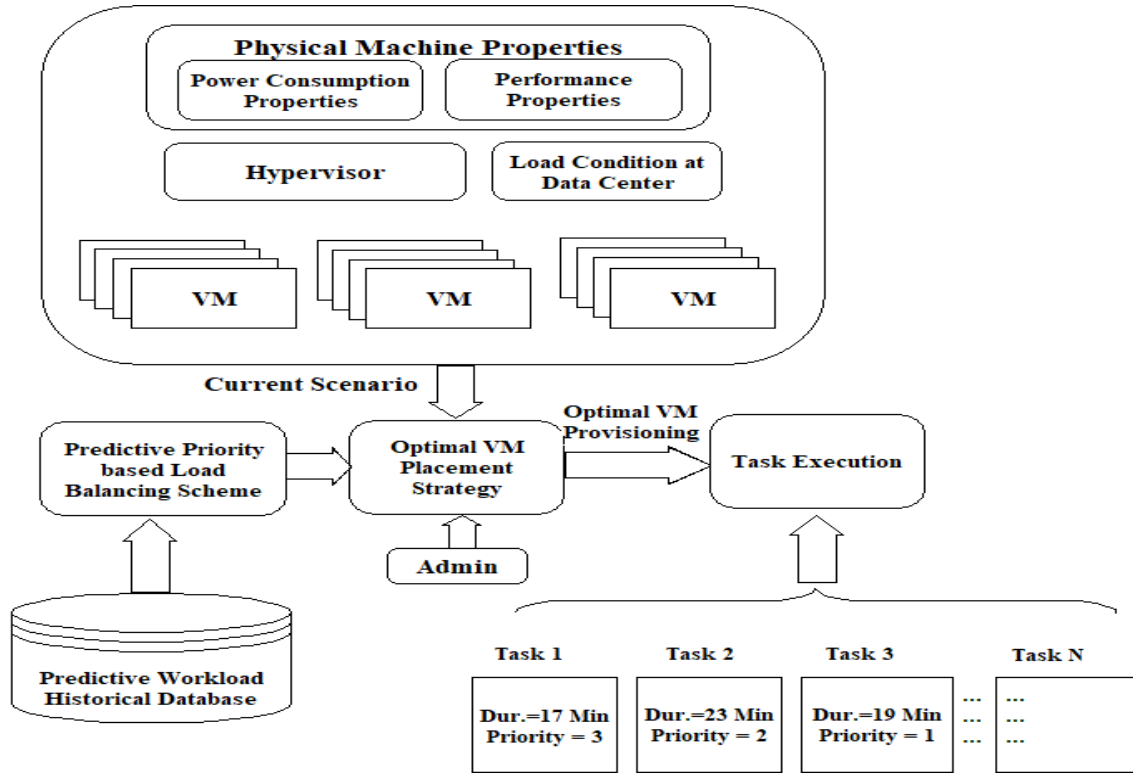 Physical Machine Properties
Power Consumption
Properties
Performance
Properties
Hypervisor
Load Condition at
Data Center
VM
VM
VM
Current Scenario
Predictive Priority
based Load
Balancing Scheme
Optimal VM
Placement
Strategy
Optimal VM
Provisioning
Task Execution
Admin
Predictive Workload
Historical Database
Task 1
Task 2
Task 3
Task N
Dur.=17 Min
Priority = 3
Dur.=23 Min
Priority = 2
Dur.=19 Min
Priority = 1
... ...
... ...
... ...